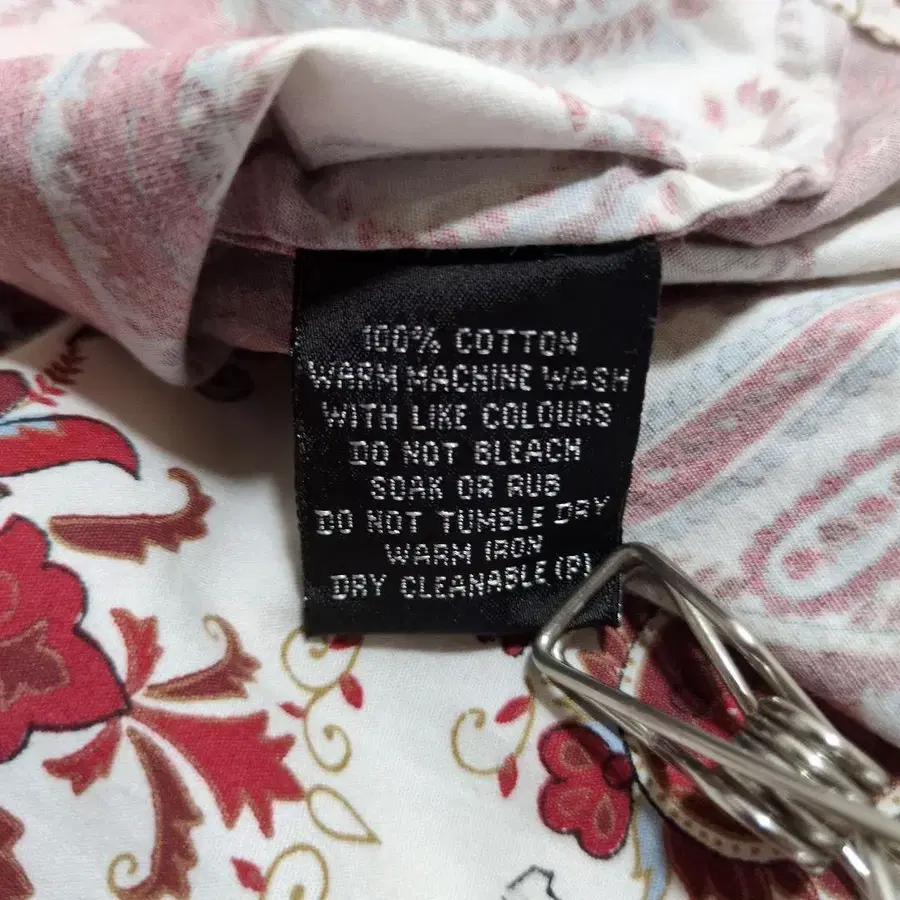 100% COTTON
WARM MACHINE WASH
WITH LIKE COLOURS
DO NOT BLEACH
SOAK OR RUB
DO NOT TUMBLE DRY
WARM IRON
DRY CLEANABLE (P)